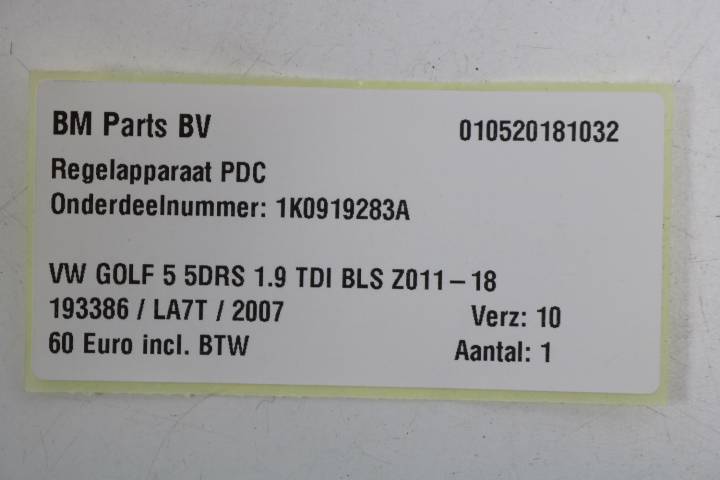 BM Parts BV 010520181032
Regelapparaat PDC
Onderdeelnummer: 1K0919283A
VW GOLF 5 5DRS 1.9 TDI BLS Z011-18
193386 / LA7T / 2007 Verz: 10
60 Euro incl. BTW Aantal: 1